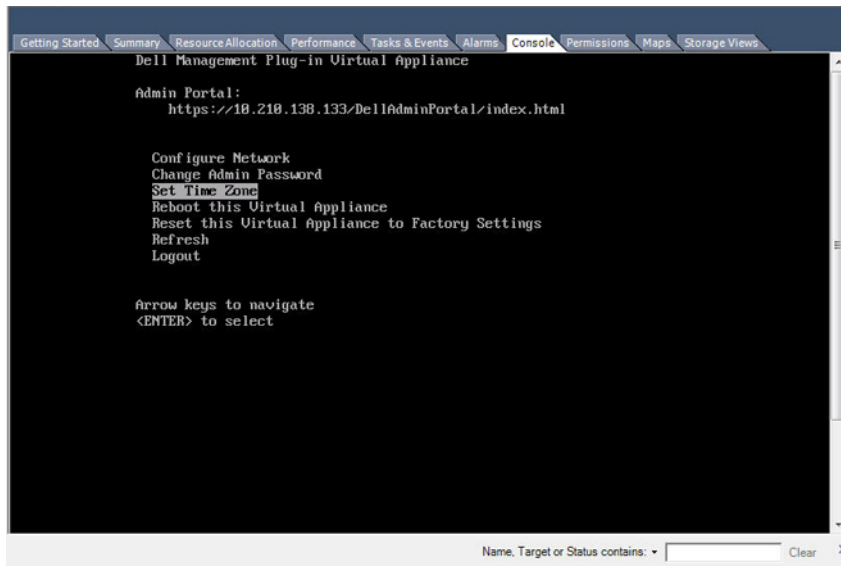 Getting Started Summary Resource Allocation Performance Tasks & Events Alarms Console Permissions Maps Storage Views
Dell Management Plug-in Virtual Appliance
Admin Portal:
https://10.210.138.133/DellAdminPortal/index.html
Configure Network
Change Admin Password
Set Time Zone
Reboot this Virtual Appliance
Reset this Virtual Appliance to Factory Settings
Refresh
Logout
Arrow keys to navigate
<ENTER> to select
Name, Target or Status contains: Clear